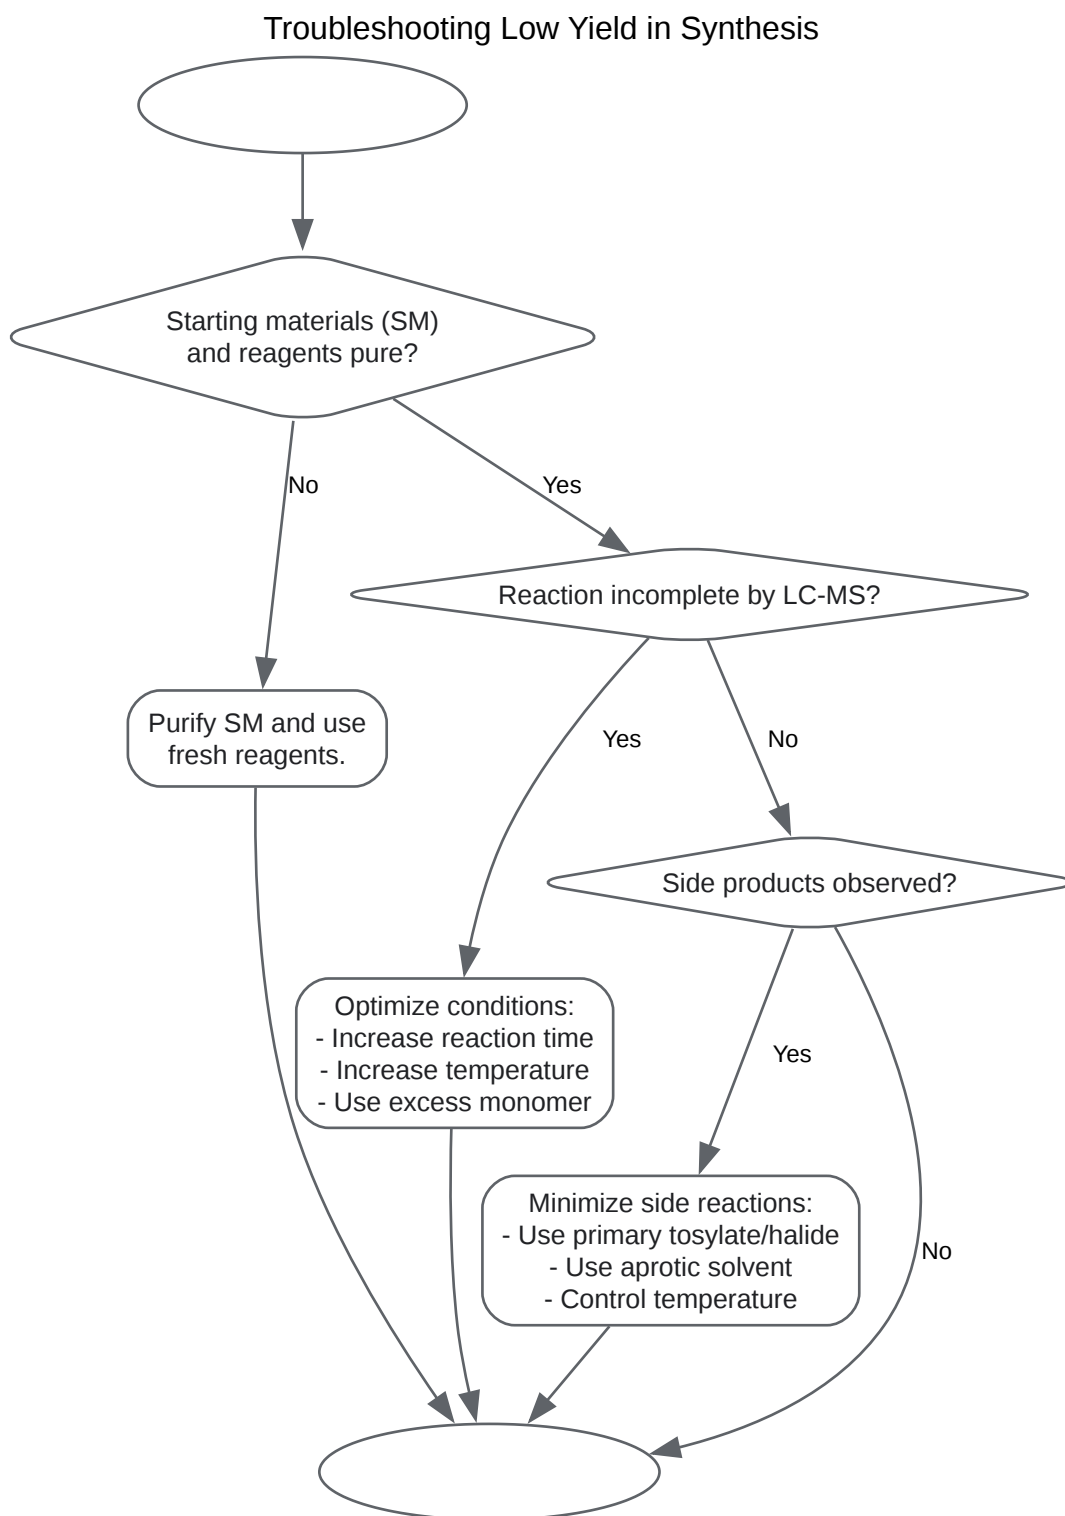 Troubleshooting Low Yield in Synthesis
Starting materials (SM)
and reagents pure?
No
Yes
Reaction incomplete by LC-MS?
Purify SM and use
fresh reagents.
Yes
No
Side products observed?
Optimize conditions:
- Increase reaction time
- Increase temperature
- Use excess monomer
Yes
Minimize side reactions:
- Use primary tosylate/halide
- Use aprotic solvent
- Control temperature
No